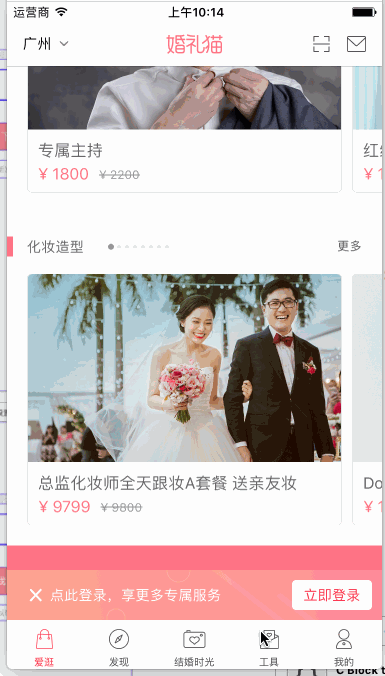 运营商 上午10:14
广州 婚礼猫
专属主持 红
¥ 1800 ¥ 2200 ¥ 1
化妆造型 更多
总监化妆师全天跟妆A套餐 送亲友妆 Do
¥ 9799 ¥ 9800 ¥ 1
点此登录，享更多专属服务 立即登录
爱逛 发现 结婚时光 工具 我的
C Block t